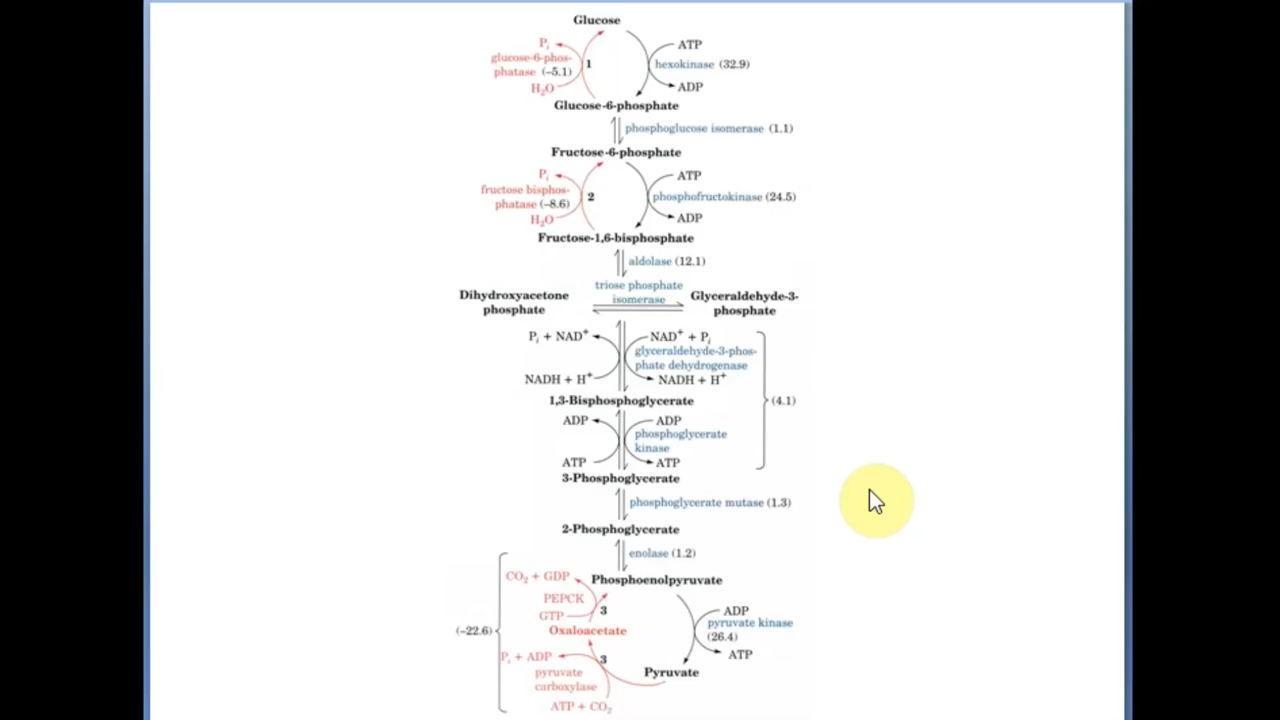 Glucose
P_i
ATP
glucose-6-phos-
phatase (–5.1)
1
hexokinase (32.9)
H₂O
ADP
Glucose-6-phosphate
phosphoglucose isomerase (1.1)
Fructose-6-phosphate
P_i
ATP
fructose bisphos-
phatase (–8.6)
2
phosphofructokinase (24.5)
H₂O
ADP
Fructose-1,6-bisphosphate
aldolase (12.1)
Dihydroxyacetone
phosphate
triose phosphate
isomerase
Glyceraldehyde-3-
phosphate
P_i + NAD⁺
NAD⁺ + P_i
glyceraldehyde-3-phos-
phate dehydrogenase
NADH + H⁺
NADH + H⁺
1,3-Bisphosphoglycerate
(4.1)
ADP
ADP
phosphoglycerate
kinase
ATP
ATP
3-Phosphoglycerate
phosphoglycerate mutase (1.3)
2-Phosphoglycerate
enolase (1.2)
CO₂ + GDP
Phosphoenolpyruvate
PEPCK
3
GTP
ADP
pyruvate kinase
(26.4)
ATP
Oxaloacetate
(–22.6)
P_i + ADP
3
pyruvate
carboxylase
Pyruvate
ATP + CO₂